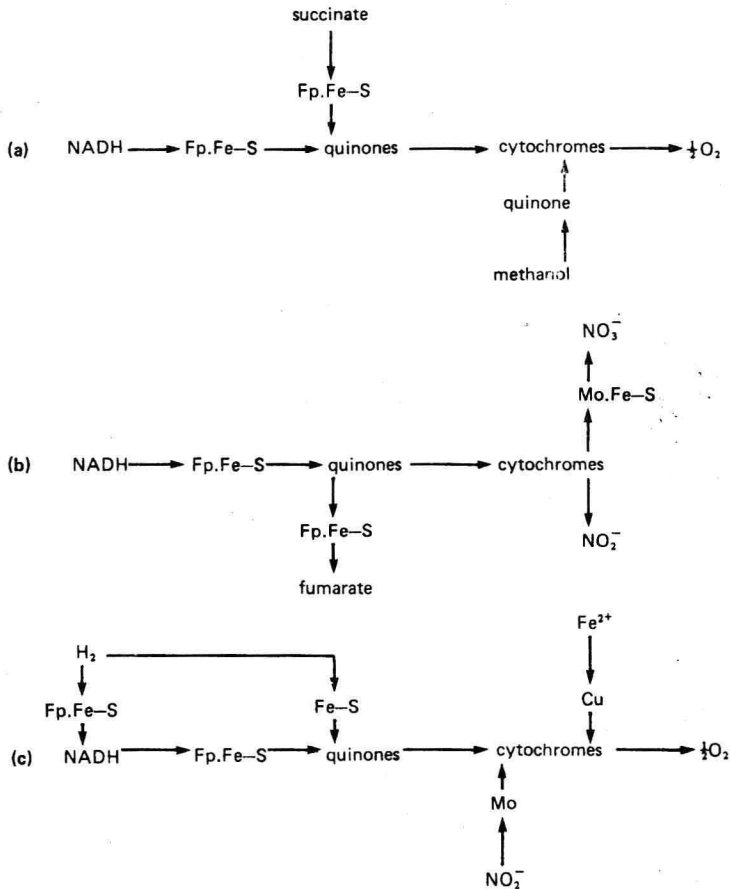 succinate
Fp.Fe–S
(a) NADH Fp.Fe–S quinones cytochromes ½O₂
quinone
methanol
NO₃⁻
Mo.Fe–S
(b) NADH Fp.Fe–S quinones cytochromes
Fp.Fe–S NO₂⁻
fumarate
Fe²⁺
H₂
Cu
Fp.Fe–S Fe–S
(c) NADH Fp.Fe–S quinones cytochromes ½O₂
Mo
NO₂⁻